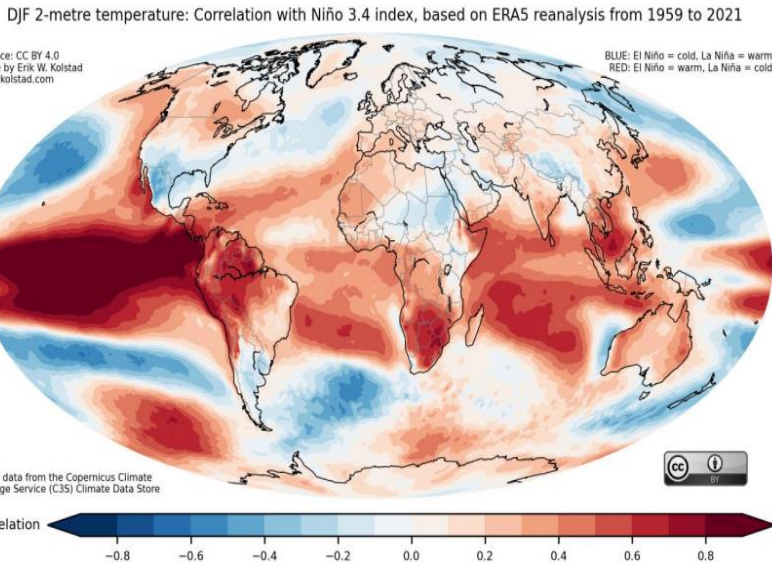 DJF 2-metre temperature: Correlation with Niño 3.4 index, based on ERA5 reanalysis from 1959 to 2021
ce: CC BY 4.0
by Erik W. Kolstad
kolstad.com
BLUE: El Niño = cold, La Niña = warm
RED: El Niño = warm, La Niña = cold
data from the Copernicus Climate
ge Service (C3S) Climate Data Store
cc
BY
elation
−0.8 −0.6 −0.4 −0.2 0.0 0.2 0.4 0.6 0.8